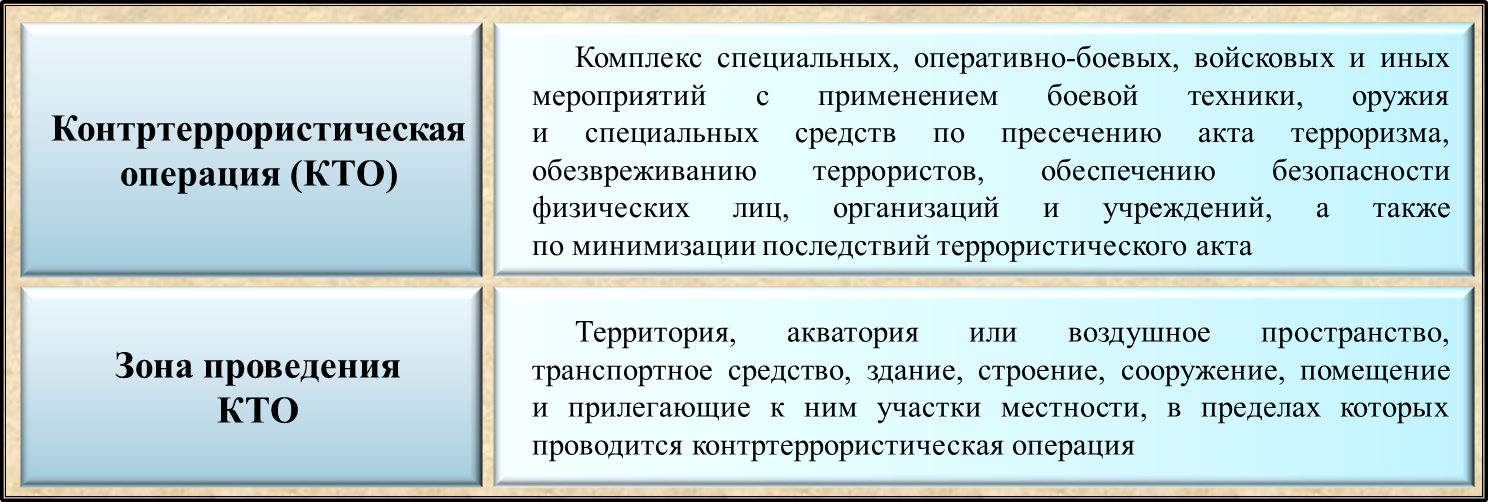 Контртеррористическая
операция (КТО)
Комплекс специальных, оперативно-боевых, войсковых и иных
мероприятий с применением боевой техники, оружия
и специальных средств по пресечению акта терроризма,
обезвреживанию террористов, обеспечению безопасности
физических лиц, организаций и учреждений, а также
по минимизации последствий террористического акта
Зона проведения
КТО
Территория, акватория или воздушное пространство,
транспортное средство, здание, строение, сооружение, помещение
и прилегающие к ним участки местности, в пределах которых
проводится контртеррористическая операция